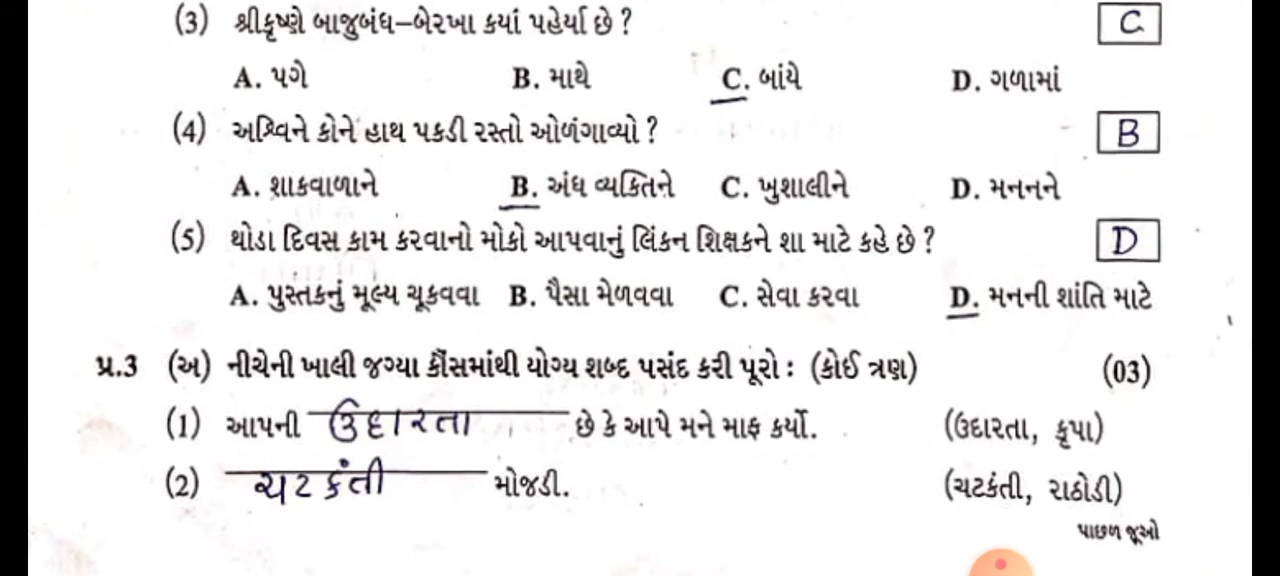 (3) શ્રીકૃષ્ણે બાજુબંધ–બેરખા કયાં પહેર્યા છે ? C
A. પગે B. માથે C. બાંયે D. ગળામાં
(4) અશ્વિને કોને હાથ પકડી રસ્તો ઓળંગાવ્યો ? B
A. શાકવાળાને B. અંધ વ્યક્તિને C. ખુશાલીને D. મનનને
(5) થોડા દિવસ કામ કરવાનો મોકો આપવાનું લિંકન શિક્ષકને શા માટે કહે છે ? D
A. પુસ્તકનું મૂલ્ય ચૂકવવા B. પૈસા મેળવવા C. સેવા કરવા D. મનની શાંતિ માટે
પ્ર.3 (અ) નીચેની ખાલી જગ્યા કૌંસમાંથી યોગ્ય શબ્દ પસંદ કરી પૂરો : (કોઈ ત્રણ) (03)
(1) આપની ઉદારતા છે કે આપે મને માફ કર્યો. (ઉદારતા, કૃપા)
(2) ચટકંતી મોજડી. (ચટકંતી, રાઠોડી)
પાછળ જૂઓ